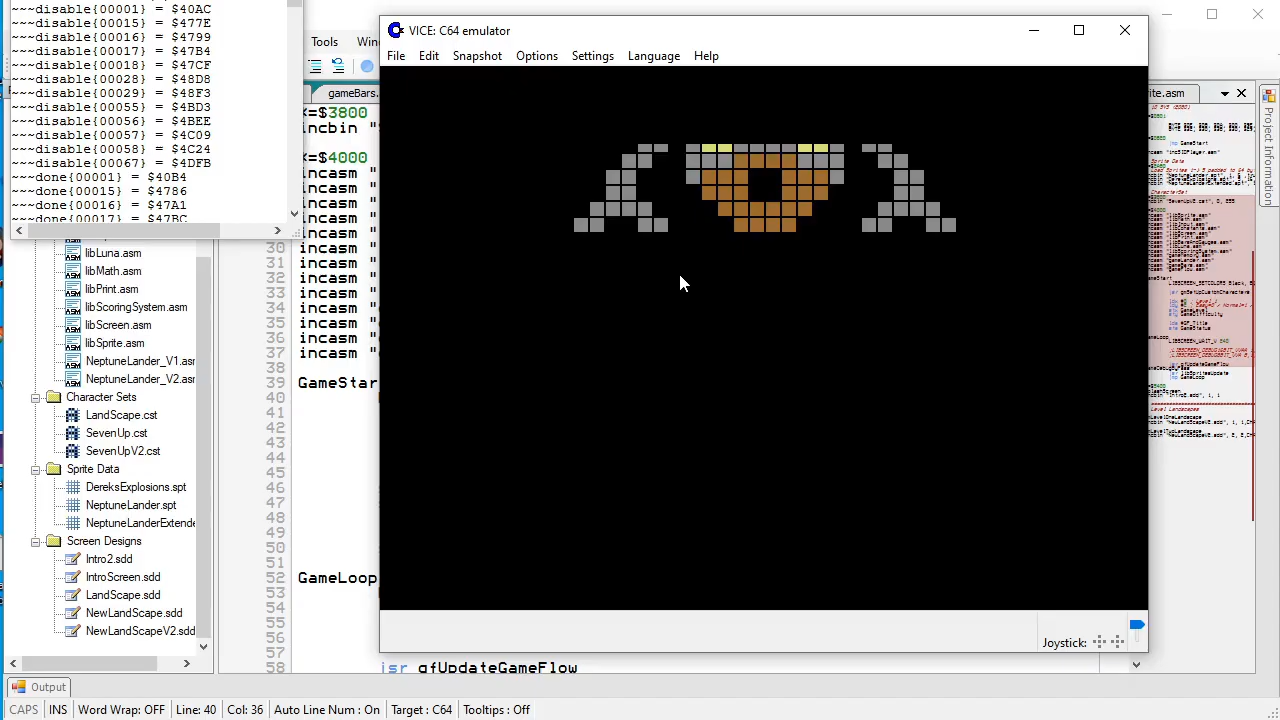 ~~~disable{00001} = $40AC
~~~disable{00015} = $477E
~~~disable{00016} = $4799
~~~disable{00017} = $47B4
~~~disable{00018} = $47CF
~~~disable{00028} = $48D8
~~~disable{00029} = $48F3
~~~disable{00055} = $4BD3
~~~disable{00056} = $4BEE
~~~disable{00057} = $4C09
~~~disable{00058} = $4C24
~~~disable{00067} = $4DFB
~~~done{00001} = $40B4
~~~done{00015} = $4786
~~~done{00016} = $47A1
~~~done{00017} = $47BC
Tools
gameBars.
VICE: C64 emulator
File Edit Snapshot Options Settings Language Help
Joystick:
rite.asm
Project Information
libLuna.asm
libMath.asm
libPrint.asm
libScoringSystem.asm
libScreen.asm
libSprite.asm
NeptuneLander_V1.asm
NeptuneLander_V2.asm
Character Sets
LandScape.cst
SevenUp.cst
SevenUpV2.cst
Sprite Data
DereksExplosions.spt
NeptuneLander.spt
NeptuneLanderExtende
Screen Designs
Intro2.sdd
IntroScreen.sdd
LandScape.sdd
NewLandScape.sdd
NewLandScapeV2.sdd
*=$3800
incbin "
*=$4000
incasm "
incasm "
incasm "
incasm "
incasm "
30 incasm "
31 incasm "
32 incasm "
33 incasm "
34 incasm "
35 incasm "
36 incasm "
37 incasm "
38
39 GameStar
40
41
42
43
44
45
46
47
48
49
50
51
52 GameLoop
53
54
55
56
57
58 jsr gfUpdateGameFlow
Output
CAPS INS Word Wrap: OFF Line: 40 Col: 36 Auto Line Num : On Target : C64 Tooltips : Off